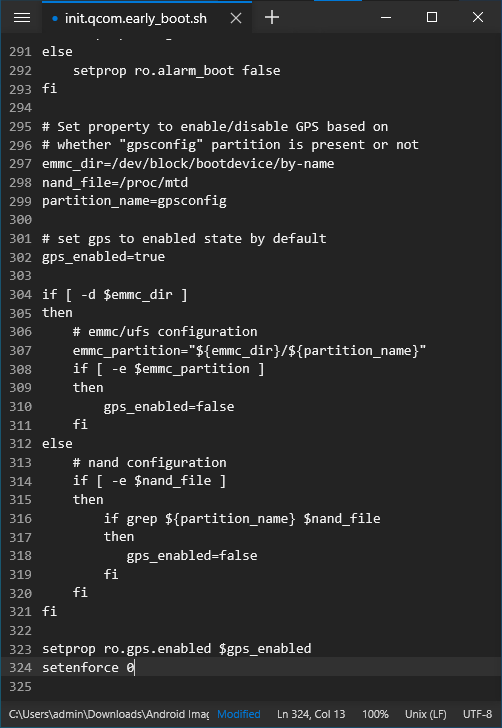 init.qcom.early_boot.sh
291 else
292     setprop ro.alarm_boot false
293 fi
294
295 # Set property to enable/disable GPS based on
296 # whether "gpsconfig" partition is present or not
297 emmc_dir=/dev/block/bootdevice/by-name
298 nand_file=/proc/mtd
299 partition_name=gpsconfig
300
301 # set gps to enabled state by default
302 gps_enabled=true
303
304 if [ -d $emmc_dir ]
305 then
306     # emmc/ufs configuration
307     emmc_partition="${emmc_dir}/${partition_name}"
308     if [ -e $emmc_partition ]
309     then
310         gps_enabled=false
311     fi
312 else
313     # nand configuration
314     if [ -e $nand_file ]
315     then
316         if grep ${partition_name} $nand_file
317         then
318            gps_enabled=false
319         fi
320     fi
321 fi
322
323 setprop ro.gps.enabled $gps_enabled
324 setenforce 0
325
C:\Users\admin\Downloads\Android Imag Modified Ln 324, Col 13 100% Unix (LF) UTF-8